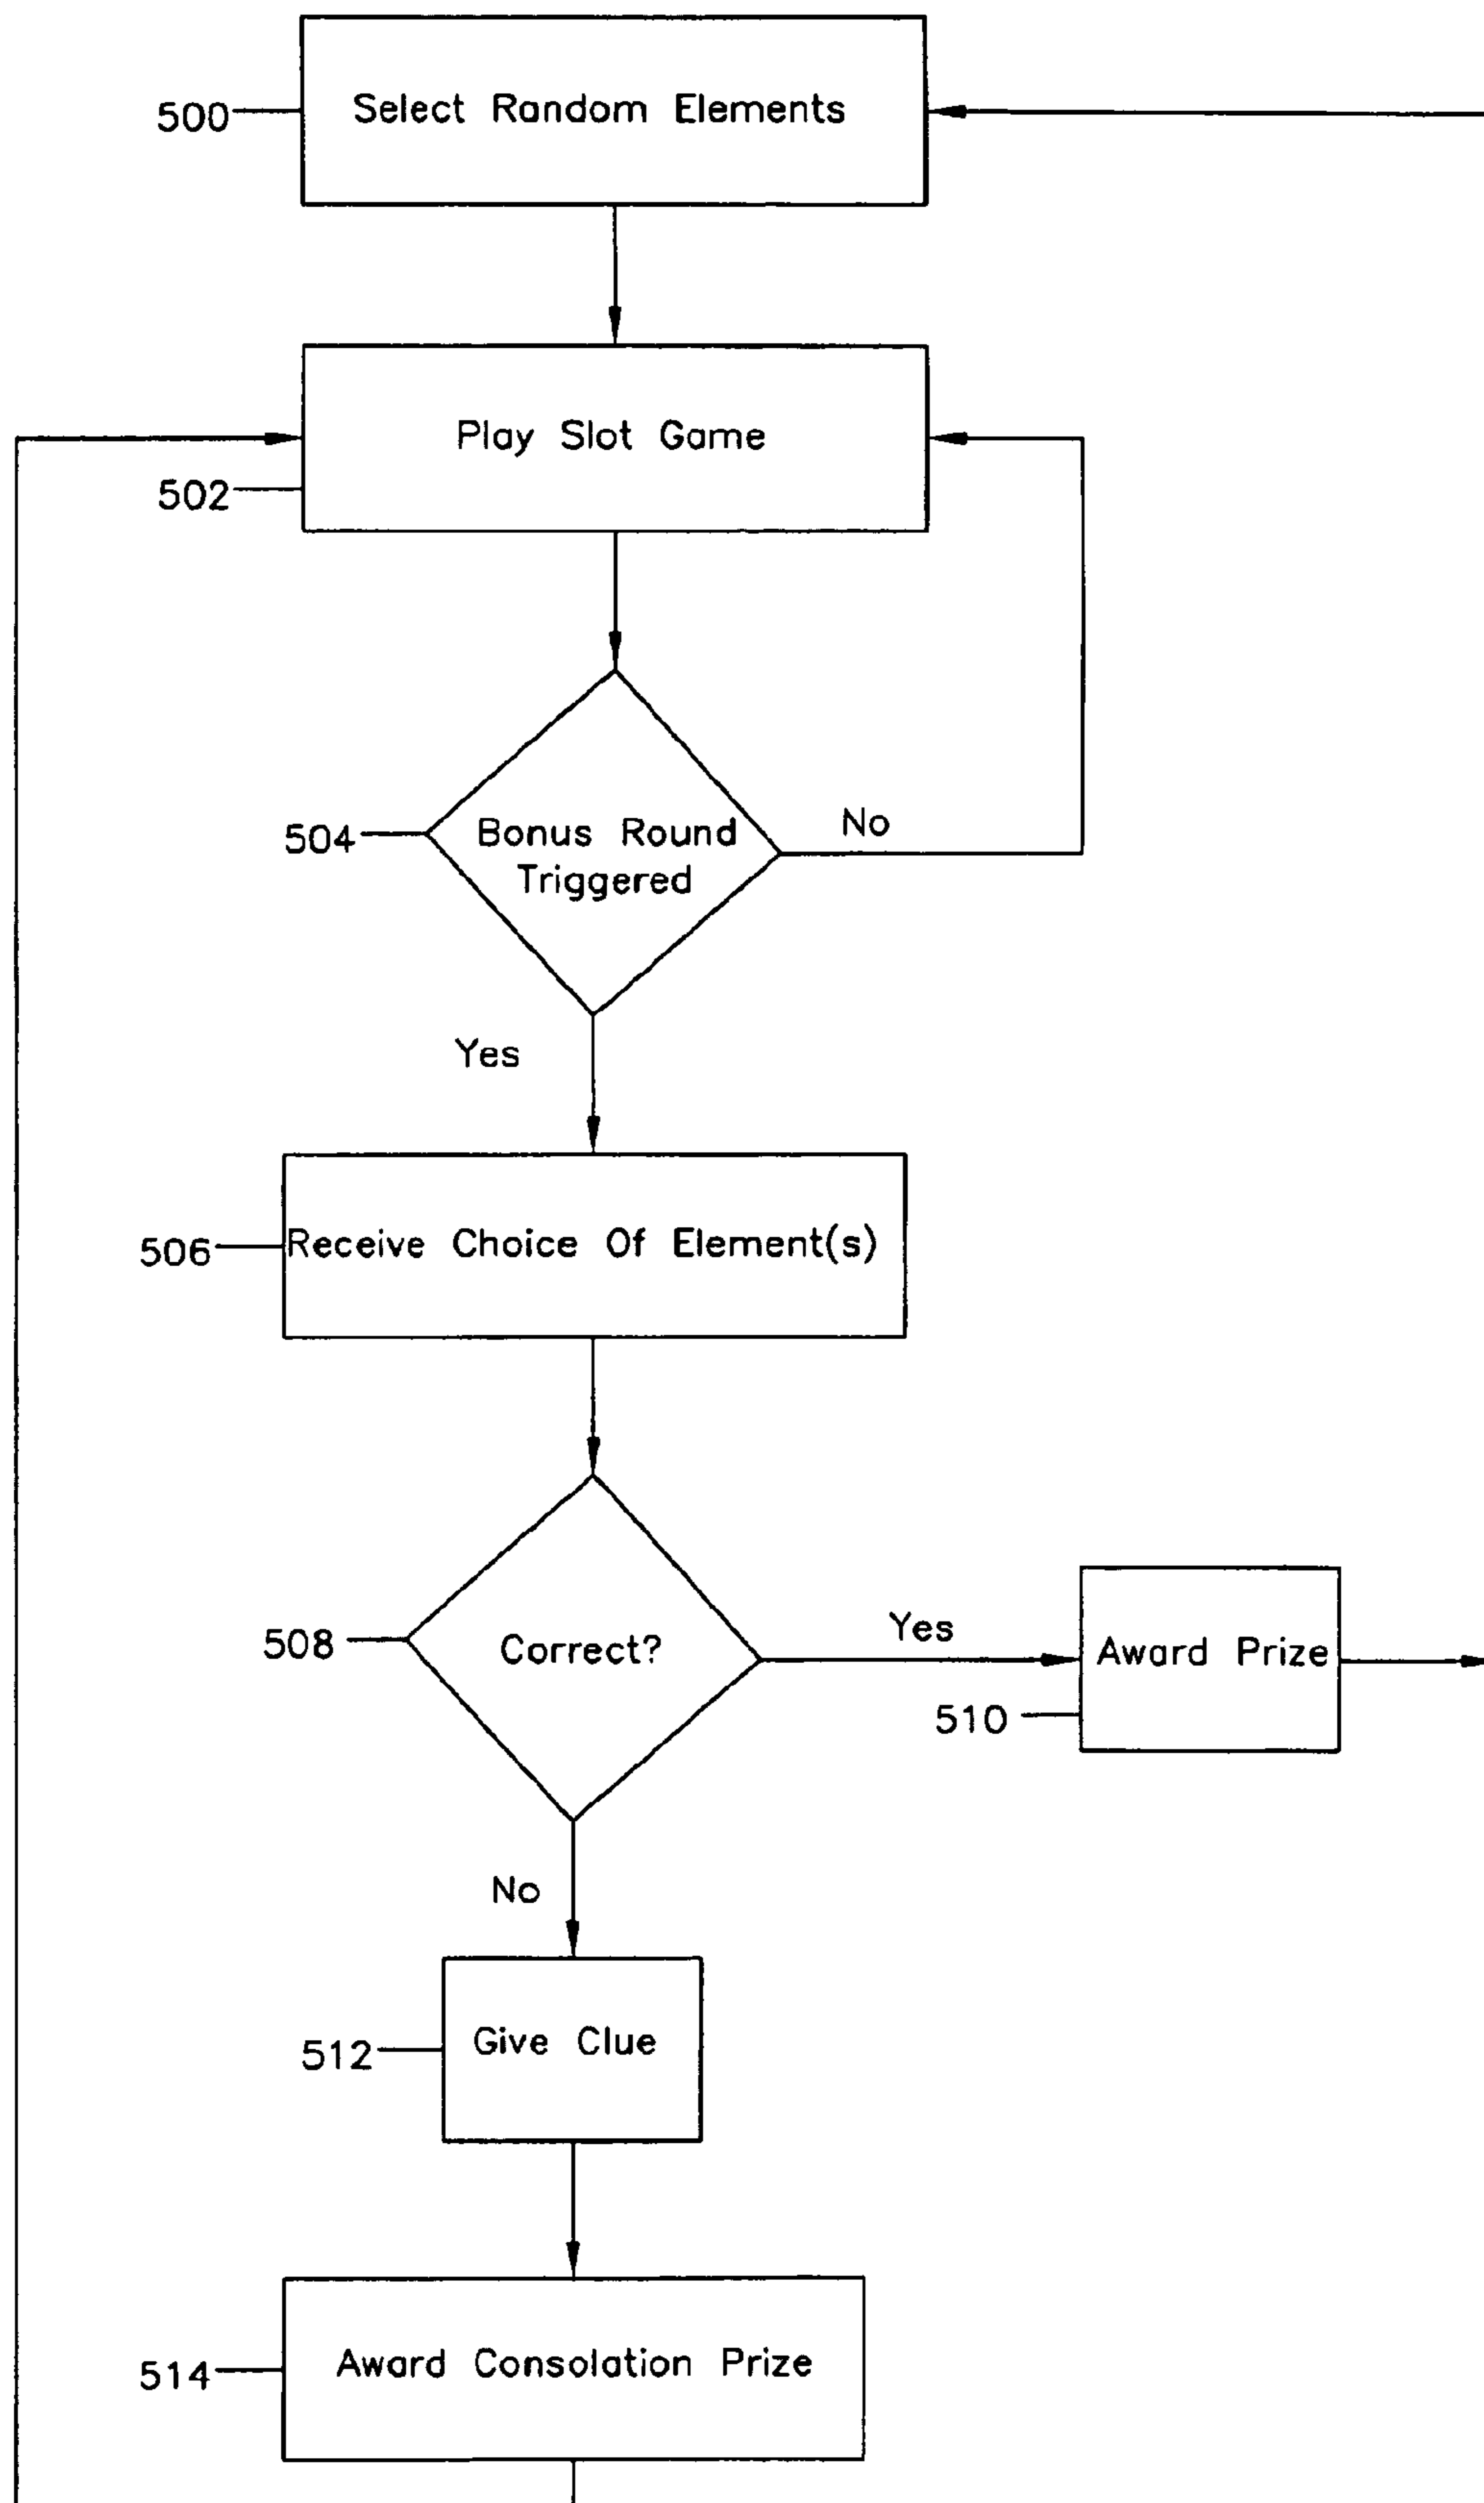 Select Random Elements
500
Play Slot Game
502
No
504
Bonus Round
Triggered
Yes
506
Receive Choice Of Element(s)
Yes
508
Correct?
Award Prize
510
No
Give Clue
512
Award Consolation Prize
514